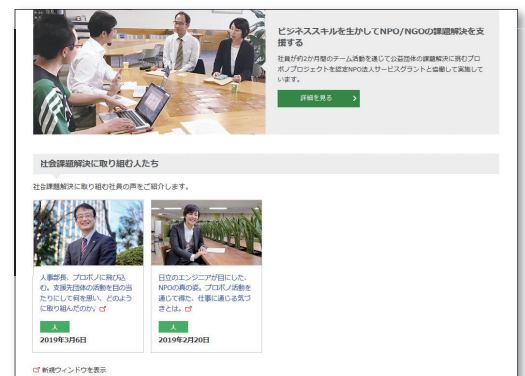 ビジネススキルを生かしてNPO/NGOの課題解決を支
援する
社員が約2か月間のチーム活動を通じて公益団体の課題解決に挑むプロ
ボノプロジェクトを認定NPO法人サービスグラントと協働して実施して
います。
詳細を見る
社会課題解決に取り組む人たち
社会課題解決に取り組む社員の声をご紹介します。
人事部長、プロボノに飛び込
む。支援先団体の活動を目の当
たりにして何を思い、どのよう
に取り組んだのか。
人
2019年3月6日
日立のエンジニアが目にした、
NPOの真の姿。プロボノ活動を
通じて得た、仕事に通じる気づ
きとは。
人
2019年2月20日
新規ウィンドウを表示